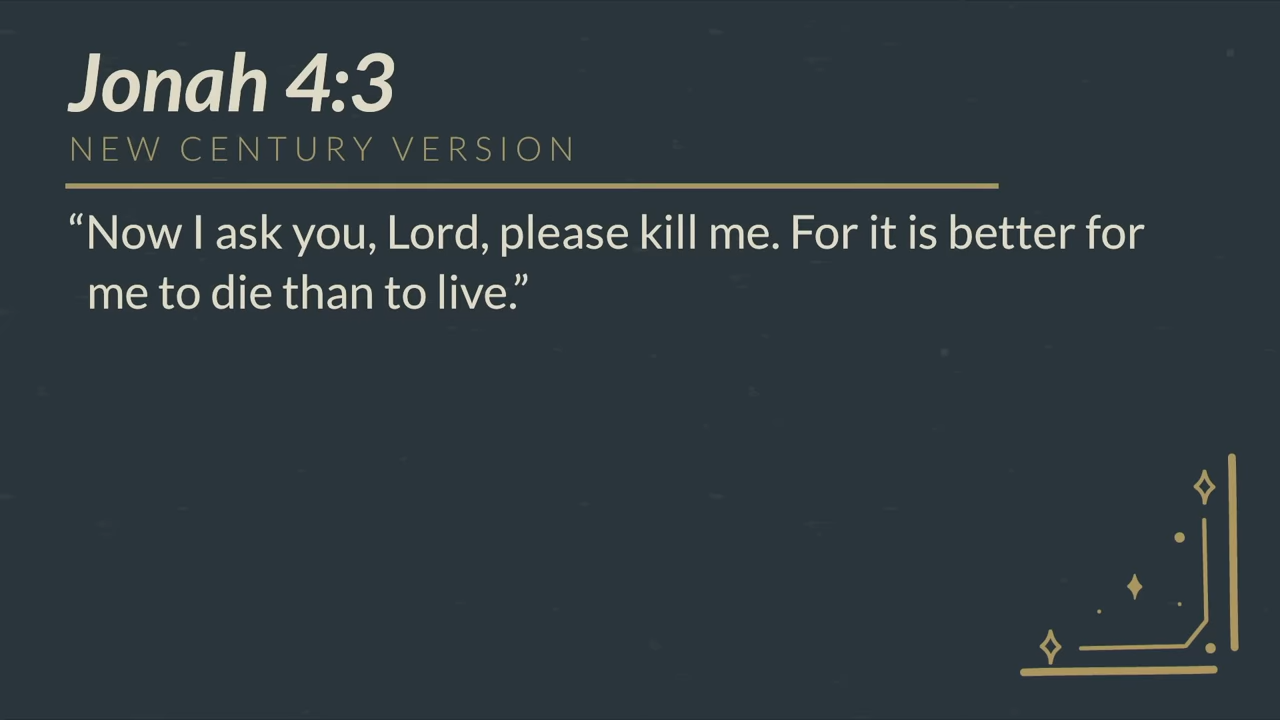 Jonah 4:3
NEW CENTURY VERSION
“Now I ask you, Lord, please kill me. For it is better for
me to die than to live.”